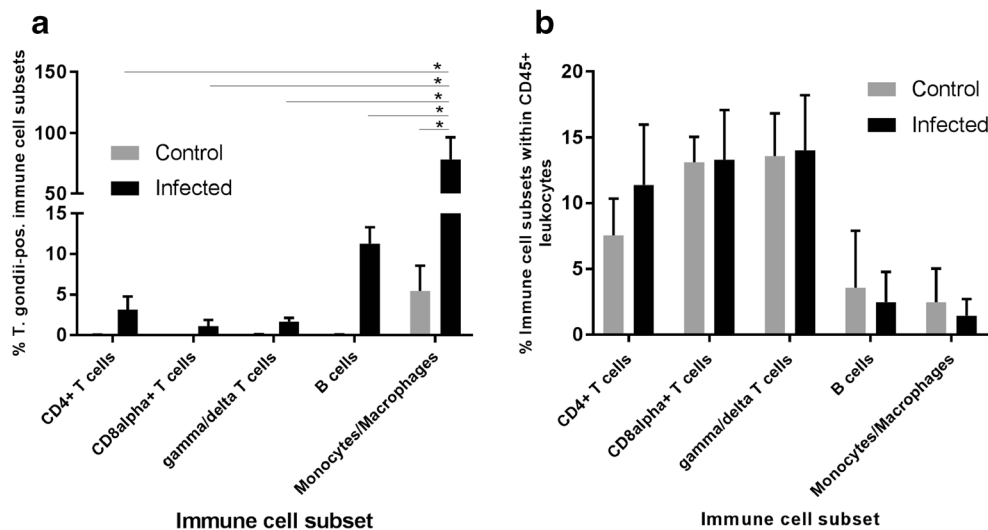 a
% T. gondii-pos. immune cell subsets
150
100
50
15
10
5
0
*
*
*
*
*
Control
Infected
CD4+ T cells
CD8alpha+ T cells
gamma/delta T cells
B cells
Monocytes/Macrophages
Immune cell subset
b
% Immune cell subsets within CD45+
leukocytes
20
15
10
5
0
Control
Infected
CD4+ T cells
CD8alpha+ T cells
gamma/delta T cells
B cells
Monocytes/Macrophages
Immune cell subset